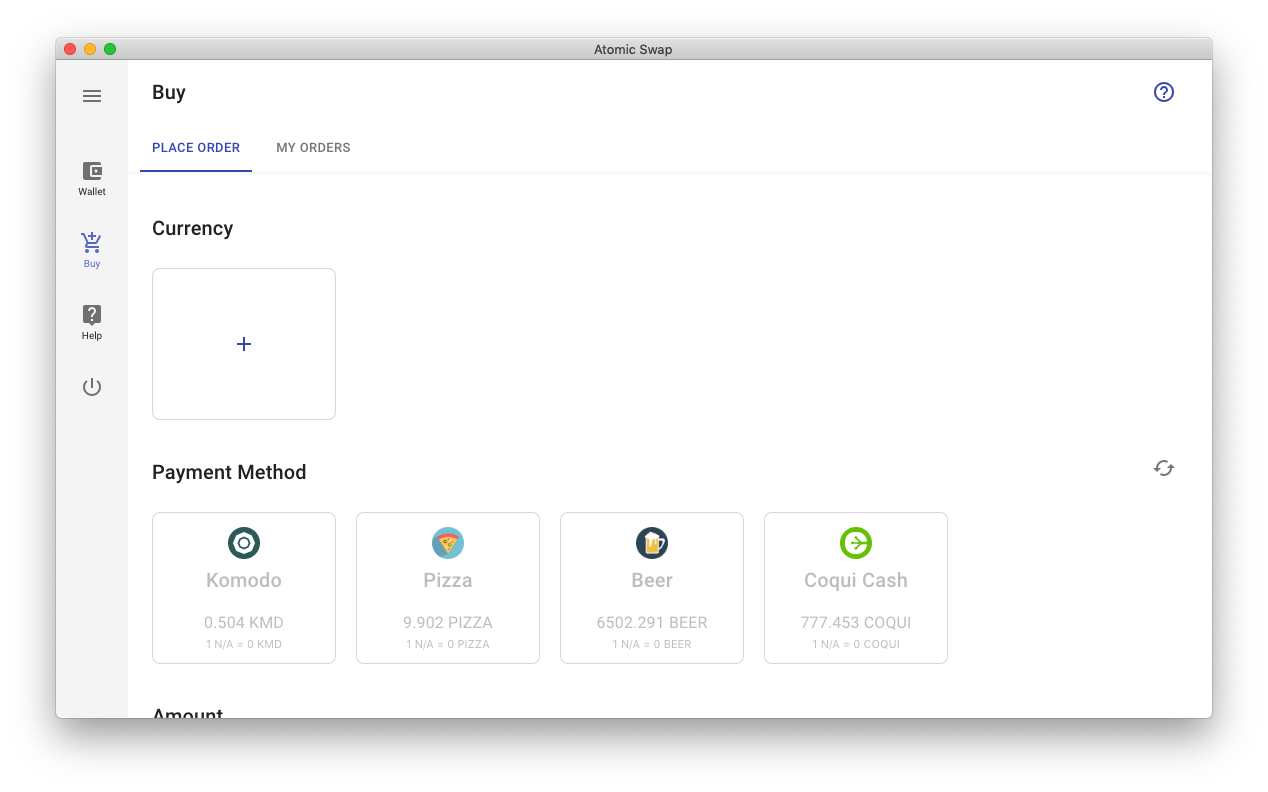 Atomic Swap
Buy
PLACE ORDER MY ORDERS
Wallet
Buy
Help
Currency
+
Payment Method
Komodo
0.504 KMD
1 N/A = 0 KMD
Pizza
9.902 PIZZA
1 N/A = 0 PIZZA
Beer
6502.291 BEER
1 N/A = 0 BEER
Coqui Cash
777.453 COQUI
1 N/A = 0 COQUI
Amount